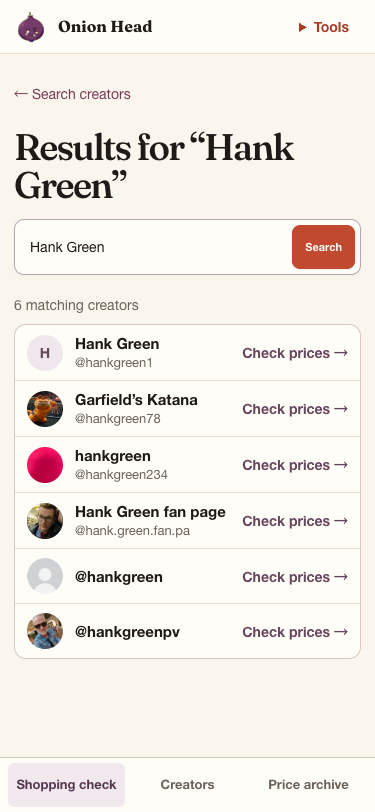 Onion Head
▶ Tools
← Search creators
Results for “Hank
Green”
Hank Green
Search
6 matching creators
H
Hank Green
@hankgreen1
Check prices →
Garfield’s Katana
@hankgreen78
Check prices →
hankgreen
@hankgreen234
Check prices →
Hank Green fan page
@hank.green.fan.pa
Check prices →
@hankgreen
Check prices →
@hankgreenpv
Check prices →
Shopping check
Creators
Price archive